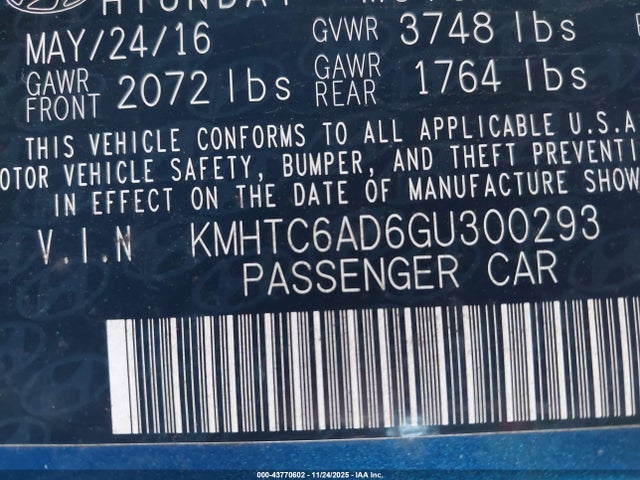 HYUNDAI
MAY/24/16 GVWR 3748 lbs
GAWR FRONT 2072 lbs GAWR REAR 1764 lbs
THIS VEHICLE CONFORMS TO ALL APPLICABLE U.S.A
OTOR VEHICLE SAFETY, BUMPER, AND THEFT PREVENTI
IN EFFECT ON THE DATE OF MANUFACTURE SHOW
V.I.N KMHTC6AD6GU300293
PASSENGER CAR
000-43770602 - 11/24/2025 - IAA Inc.